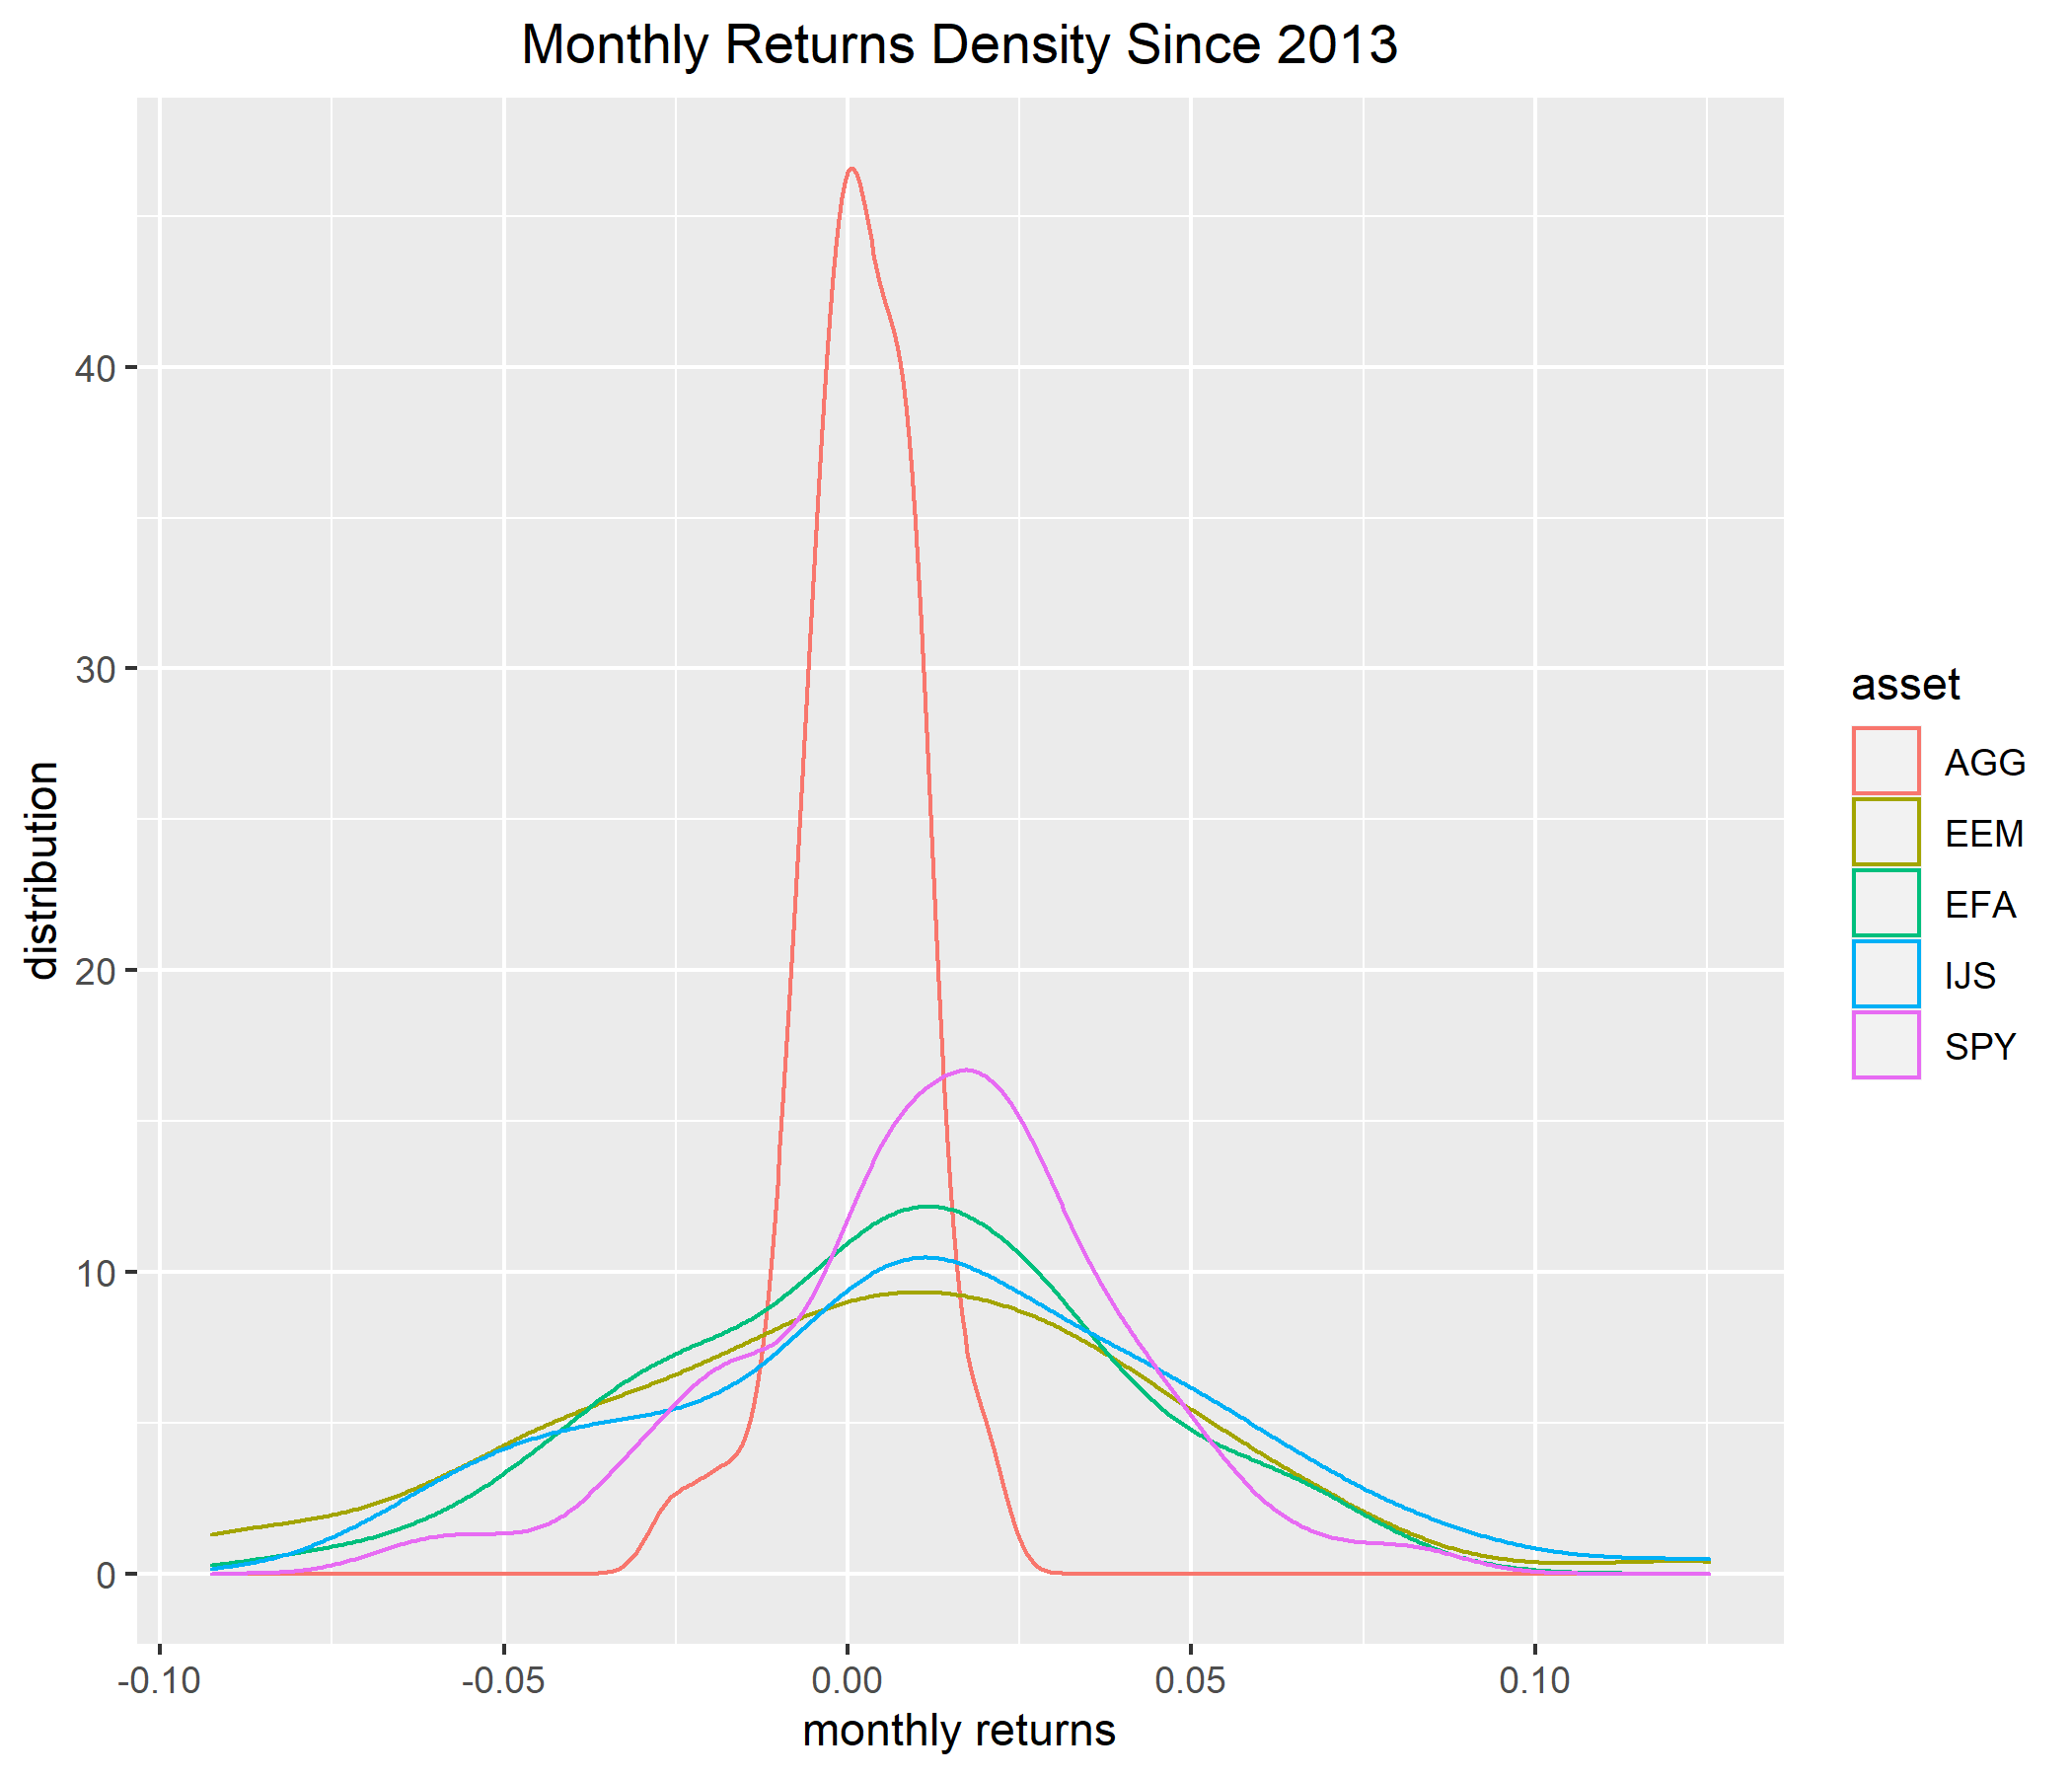 Monthly Returns Density Since 2013
distribution
40
30
20
10
0
-0.10
-0.05
0.00
0.05
0.10
monthly returns
asset
AGG
EEM
EFA
IJS
SPY